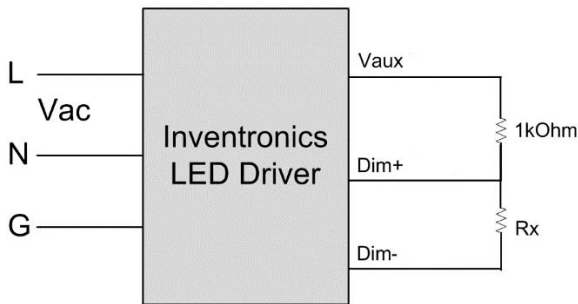 L
Vac
N
G
Inventronics
LED Driver
Vaux
1kOhm
Dim+
Rx
Dim-